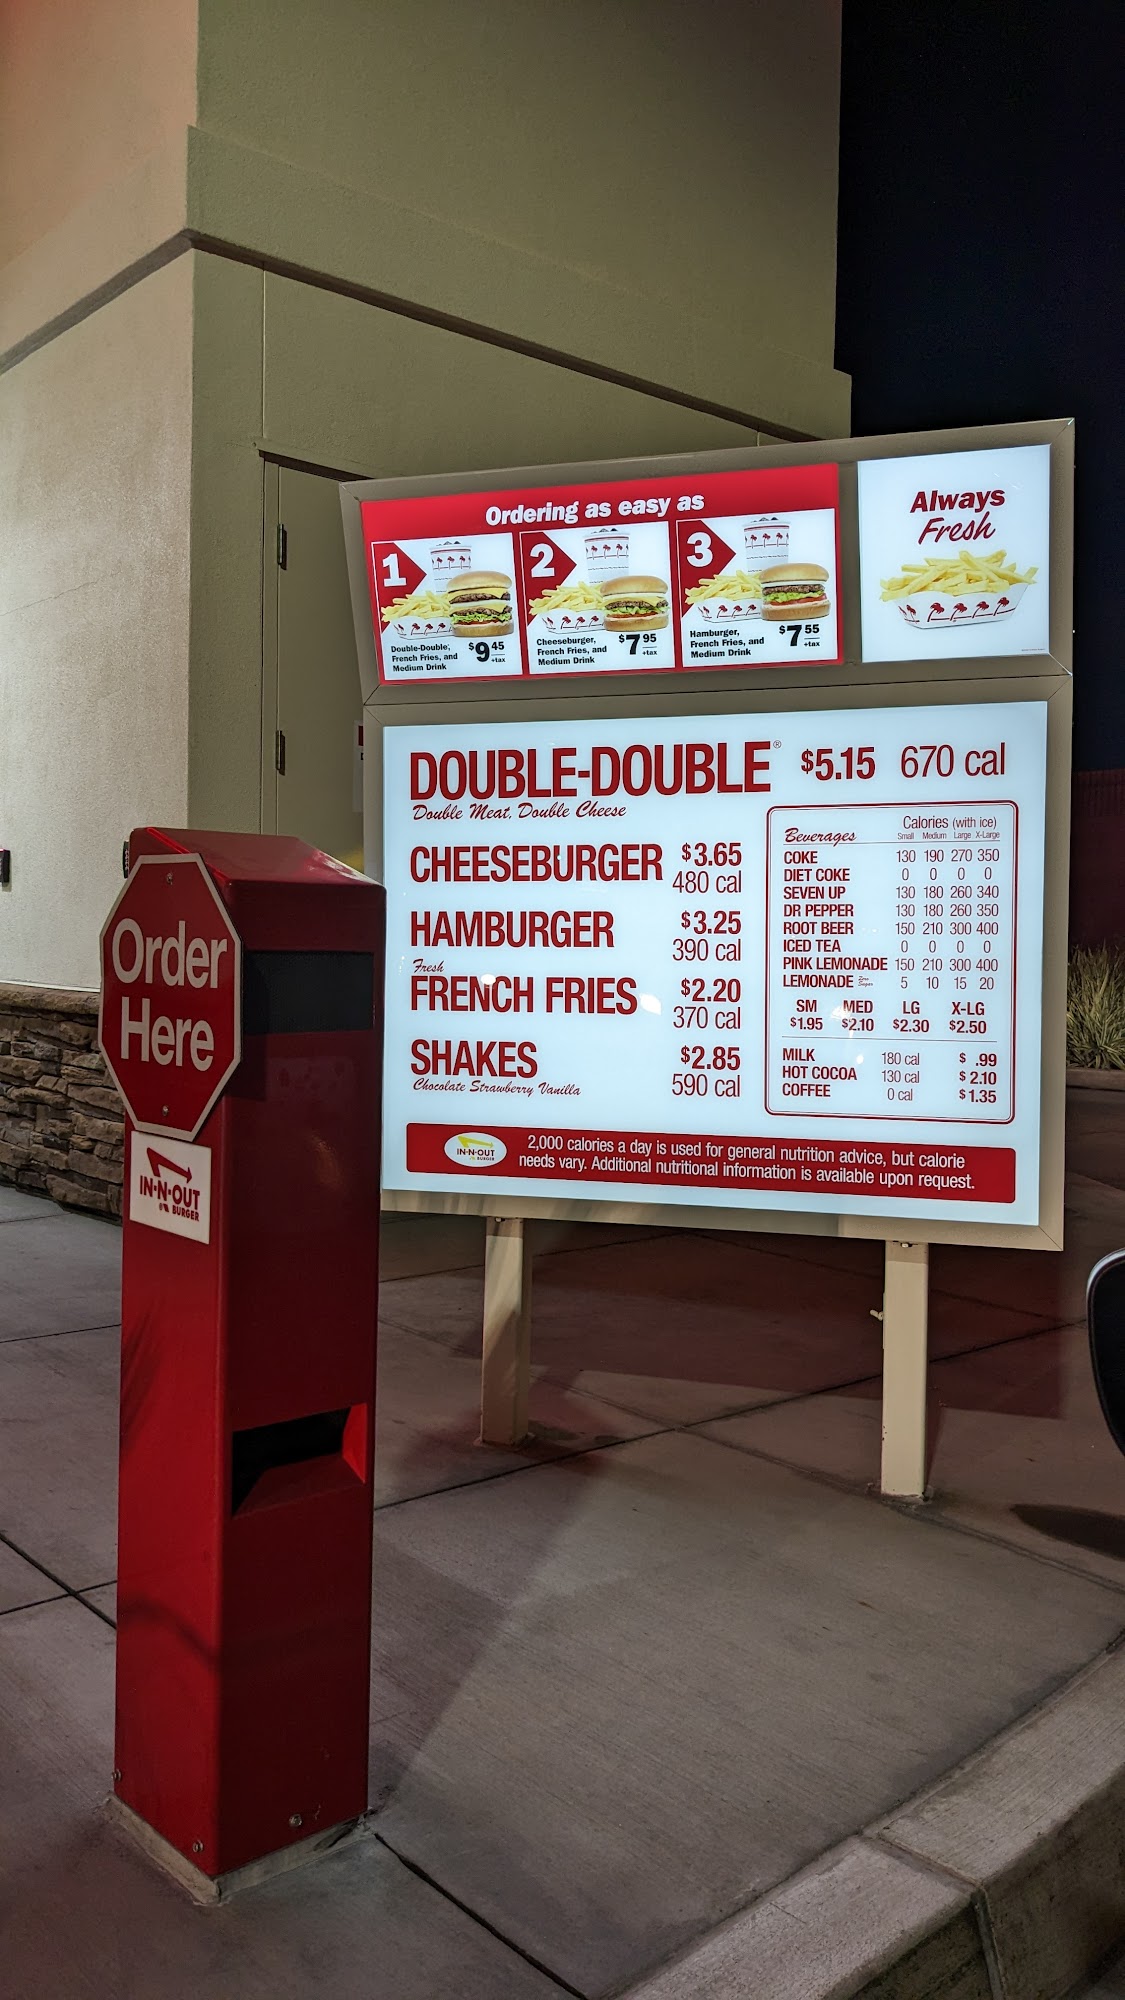 Ordering as easy as
1
Double-Double,
French Fries, and
Medium Drink
$9 45
+tax
2
Cheeseburger,
French Fries, and
Medium Drink
$7 95
+tax
3
Hamburger,
French Fries, and
Medium Drink
$7 55
+tax
Always
Fresh
DOUBLE-DOUBLE® $5.15 670 cal
Double Meat, Double Cheese
CHEESEBURGER $3.65
480 cal
HAMBURGER $3.25
390 cal
Fresh
FRENCH FRIES $2.20
370 cal
SHAKES $2.85
Chocolate Strawberry Vanilla 590 cal
Calories (with ice)
Beverages Small Medium Large X-Large
COKE 130 190 270 350
DIET COKE 0 0 0 0
SEVEN UP 130 180 260 340
DR PEPPER 130 180 260 350
ROOT BEER 150 210 300 400
ICED TEA 0 0 0 0
PINK LEMONADE 150 210 300 400
LEMONADE Zero Sugar 5 10 15 20
SM MED LG X-LG
$1.95 $2.10 $2.30 $2.50
MILK 180 cal $ .99
HOT COCOA 130 cal $ 2.10
COFFEE 0 cal $ 1.35
IN-N-OUT
BURGER
2,000 calories a day is used for general nutrition advice, but calorie
needs vary. Additional nutritional information is available upon request.
Order
Here
IN-N-OUT
BURGER